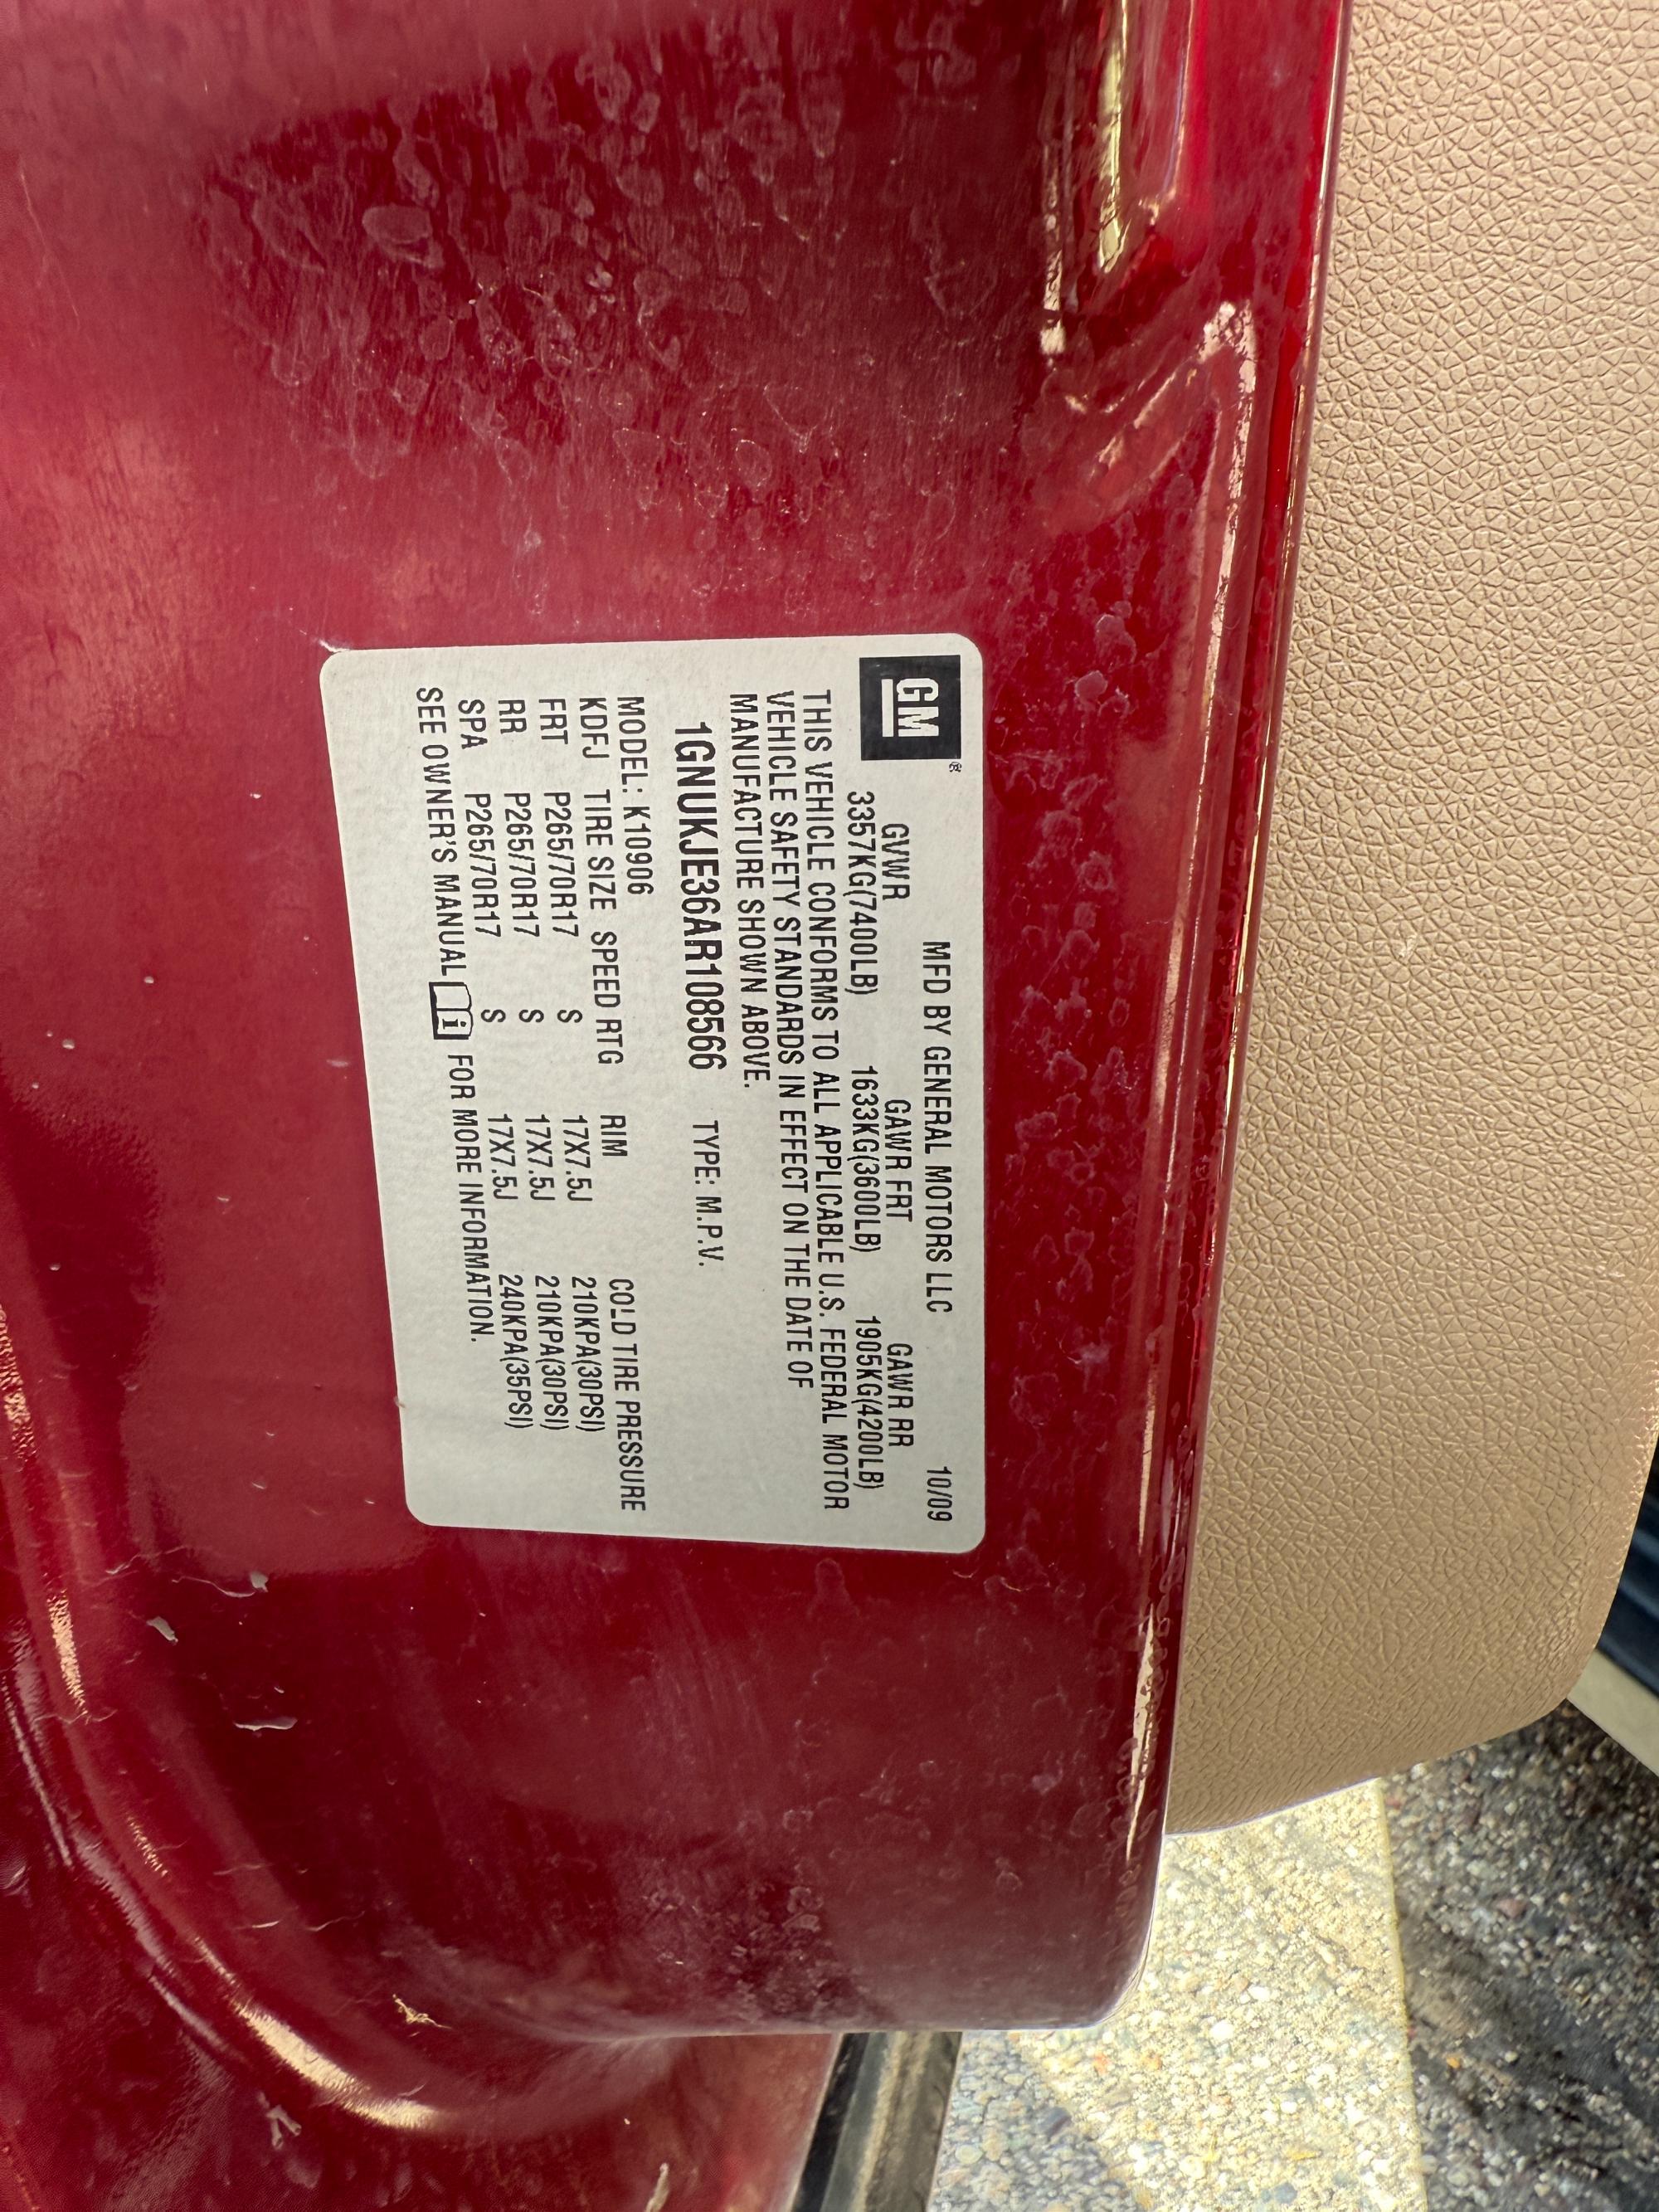 GM®
MFD BY GENERAL MOTORS LLC 10/09
GVWR GAWR FRT GAWR RR
3357KG(7400LB) 1633KG(3600LB) 1905KG(4200LB)
THIS VEHICLE CONFORMS TO ALL APPLICABLE U.S. FEDERAL MOTOR
VEHICLE SAFETY STANDARDS IN EFFECT ON THE DATE OF
MANUFACTURE SHOWN ABOVE.
1GNUKJE36AR108566 TYPE: M.P.V.
MODEL: K10906
KDFJ TIRE SIZE SPEED RTG RIM COLD TIRE PRESSURE
FRT P265/70R17 S 17X7.5J 210KPA(30PSI)
RR P265/70R17 S 17X7.5J 210KPA(30PSI)
SPA P265/70R17 S 17X7.5J 240KPA(35PSI)
SEE OWNER'S MANUAL i FOR MORE INFORMATION.